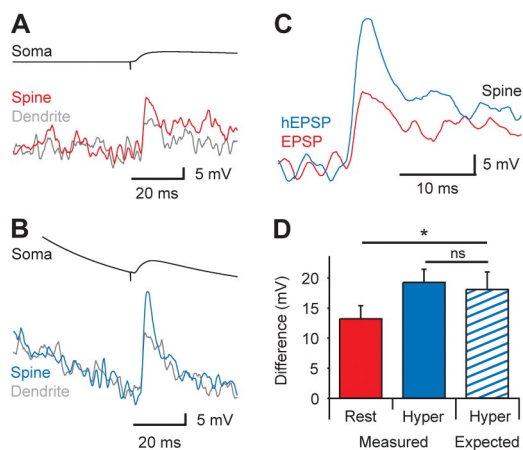 A
Soma
Spine
Dendrite
5 mV
20 ms
B
Soma
Spine
Dendrite
5 mV
20 ms
C
Spine
hEPSP
EPSP
5 mV
10 ms
D
*
ns
Difference (mV)
20
15
10
5
0
Rest Hyper Hyper
Measured Expected